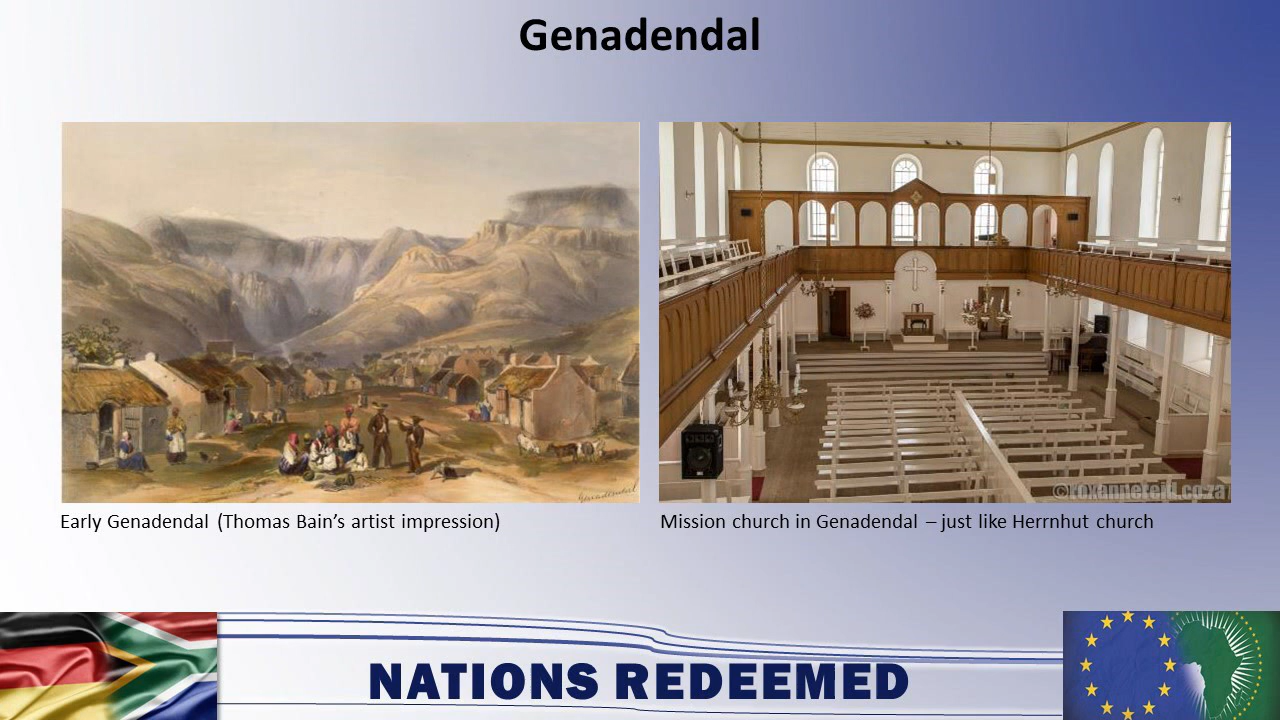 Genadendal
Genadendal
©roxannereid.co.za
Early Genadendal (Thomas Bain’s artist impression)
Mission church in Genadendal – just like Herrnhut church
NATIONS REDEEMED